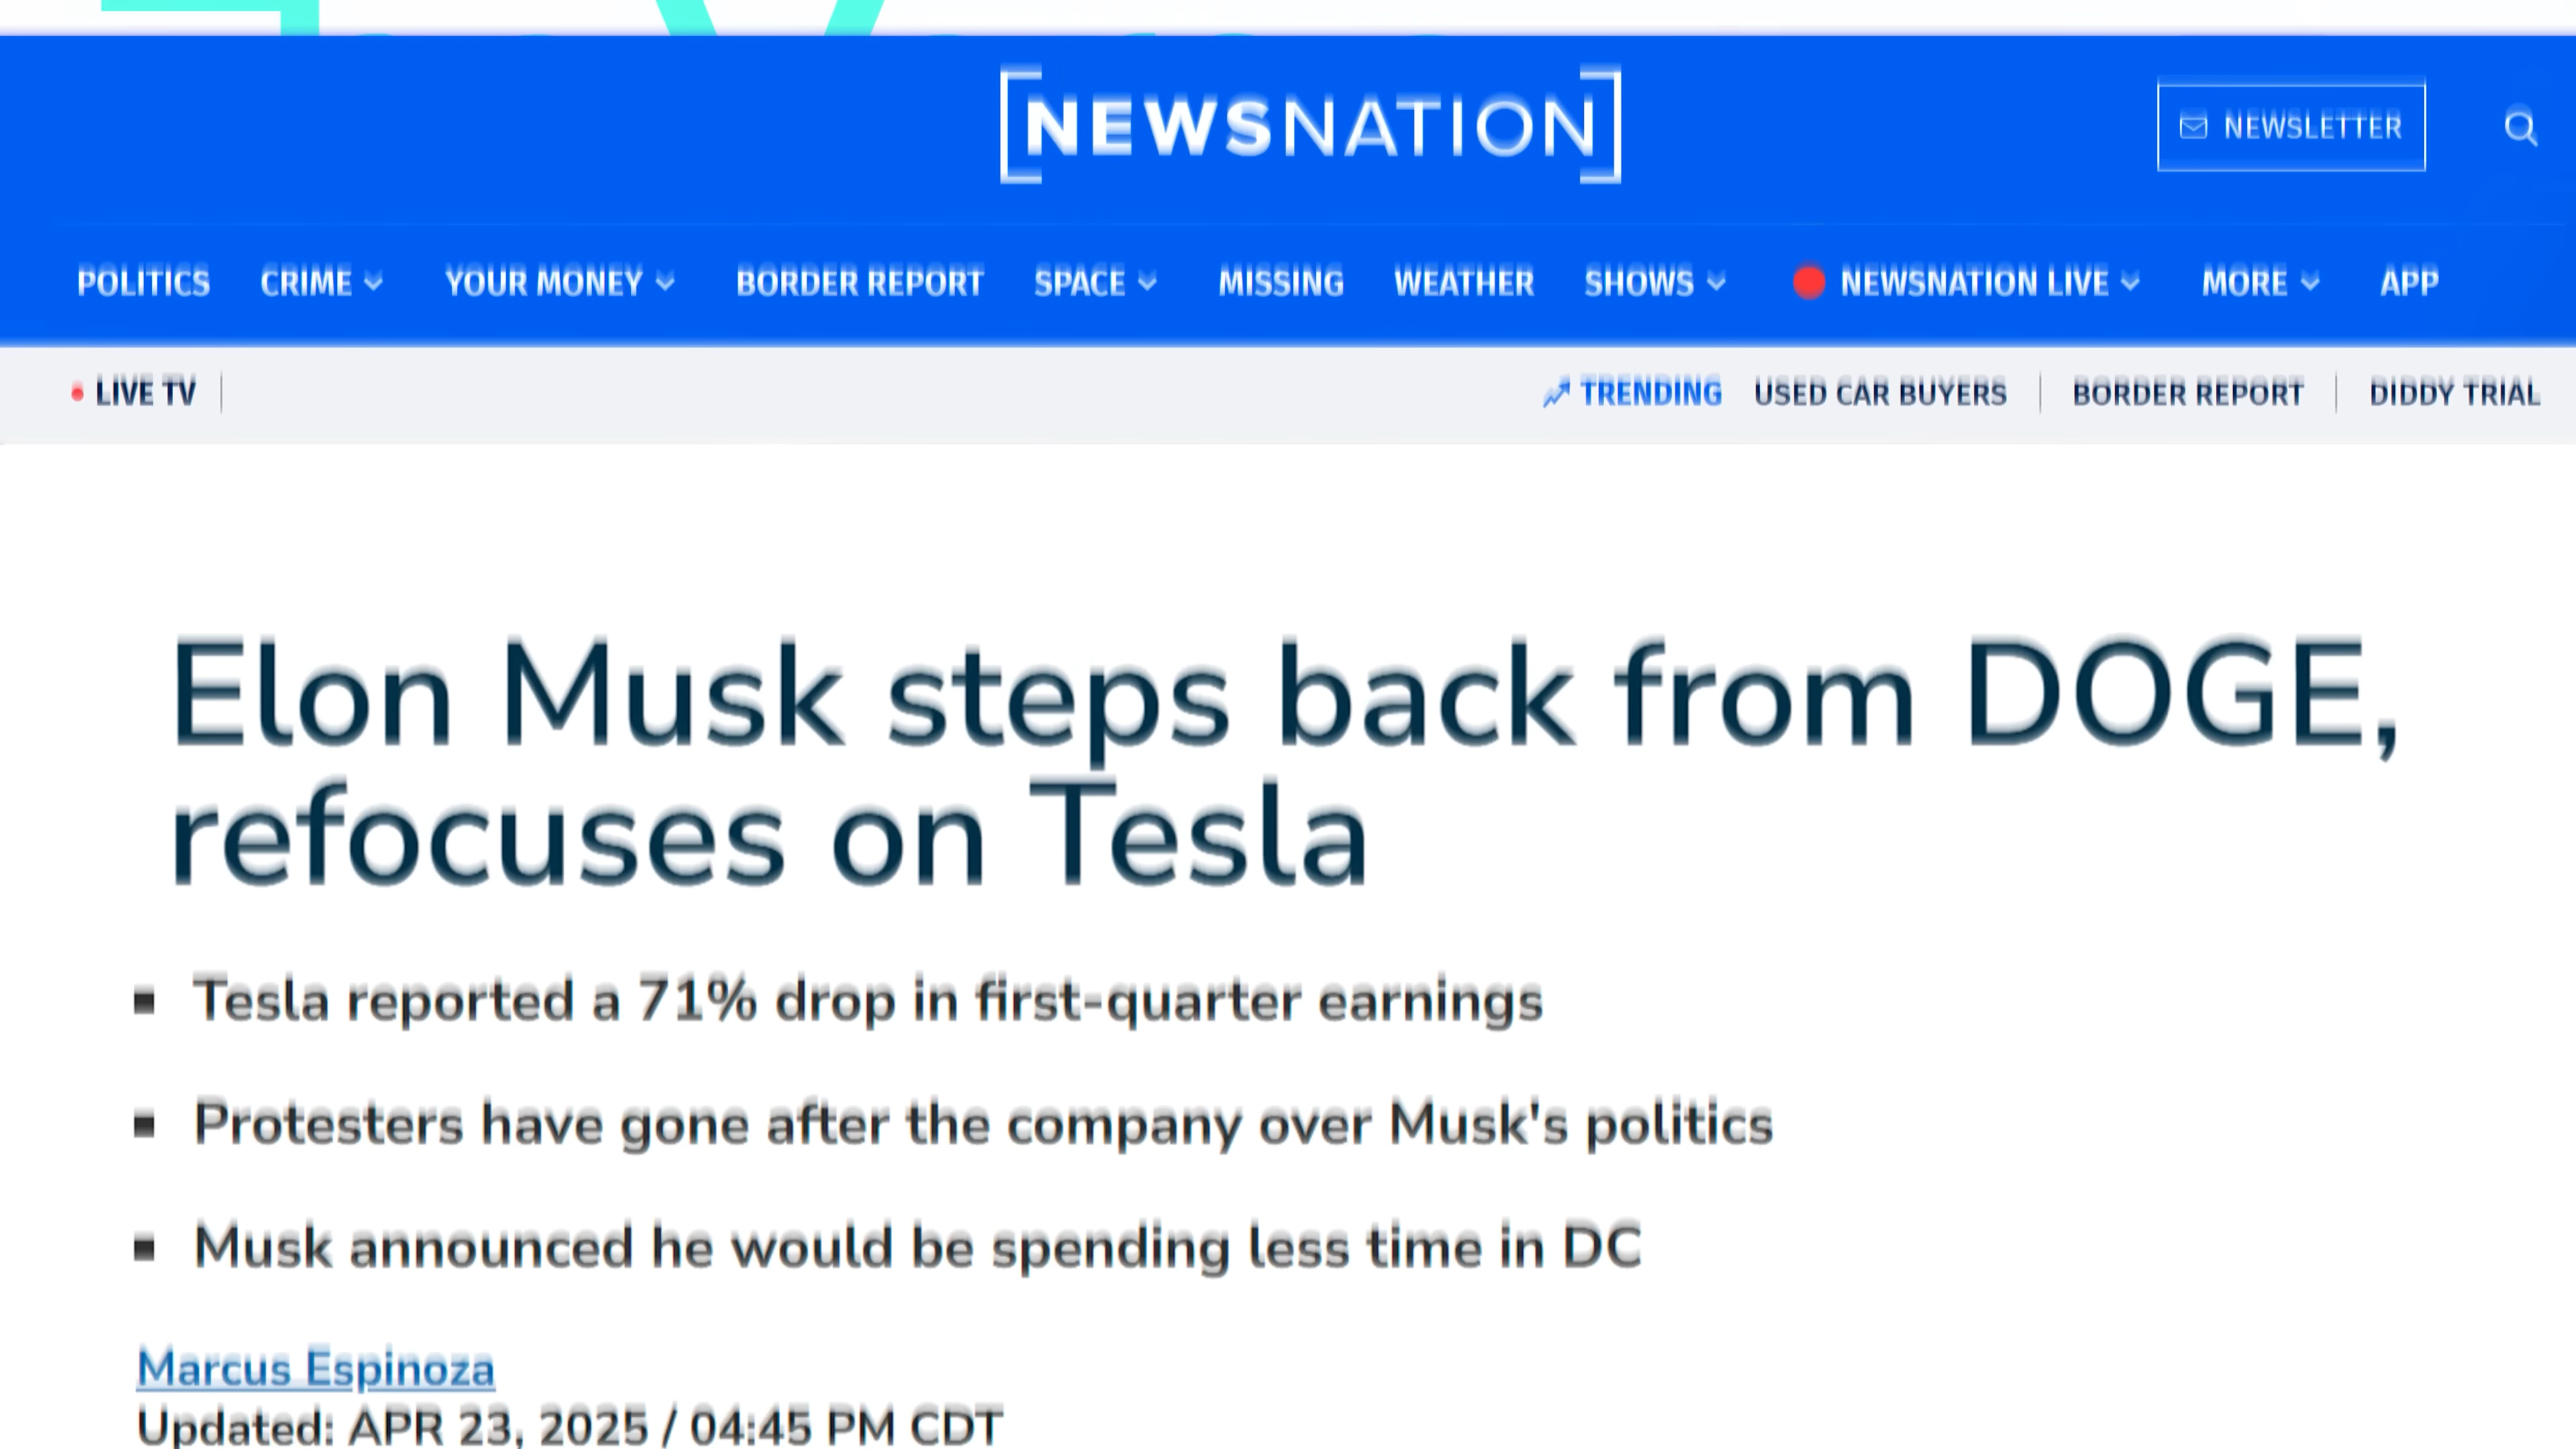 NEWSNATION
NEWSLETTER
POLITICS CRIME YOUR MONEY BORDER REPORT SPACE MISSING WEATHER SHOWS NEWSNATION LIVE MORE APP
LIVE TV TRENDING USED CAR BUYERS BORDER REPORT DIDDY TRIAL
Elon Musk steps back from DOGE,
refocuses on Tesla
Tesla reported a 71% drop in first-quarter earnings
Protesters have gone after the company over Musk's politics
Musk announced he would be spending less time in DC
Marcus Espinoza
Updated: APR 23, 2025 / 04:45 PM CDT